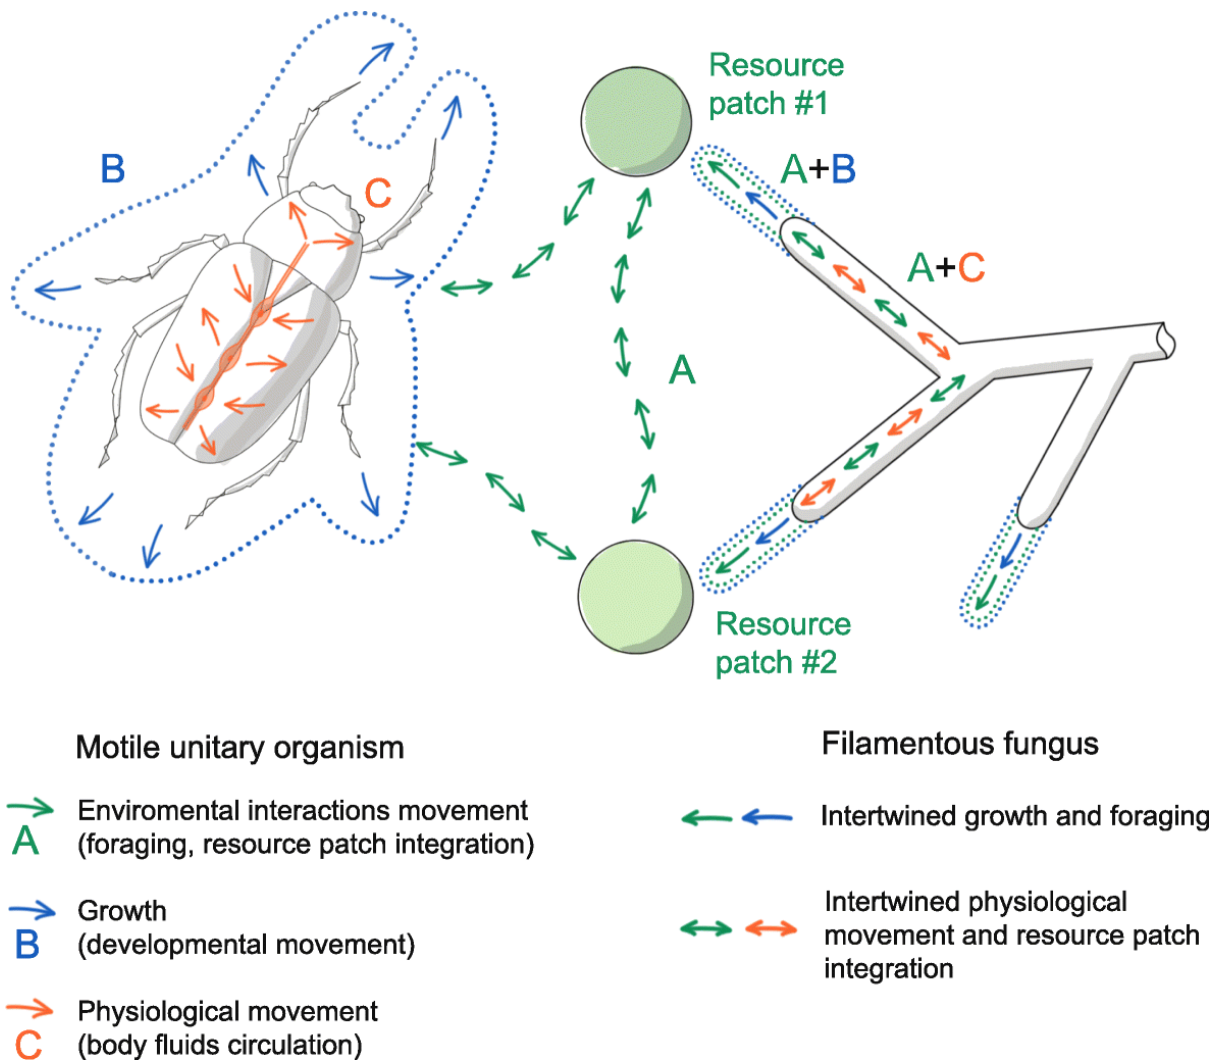 Resource
patch #1
B
A+B
C
A+C
A
Resource
patch #2
Motile unitary organism
Enviromental interactions movement
A (foraging, resource patch integration)
Growth
B (developmental movement)
Physiological movement
C (body fluids circulation)
Filamentous fungus
Intertwined growth and foraging
Intertwined physiological
movement and resource patch
integration